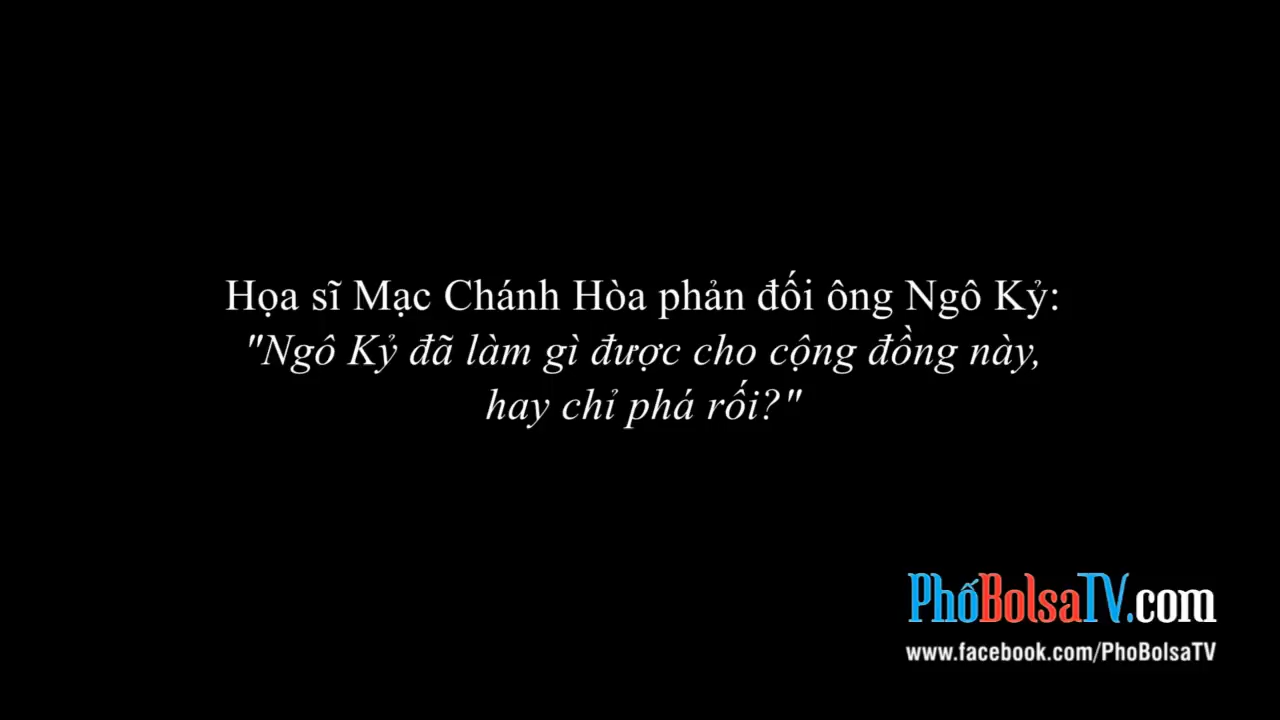 Họa sĩ Mạc Chánh Hòa phản đối ông Ngô Kỷ:
"Ngô Kỷ đã làm gì được cho cộng đồng này,
hay chỉ phá rối?"
PhốBolsaTV.com
www.facebook.com/PhoBolsaTV